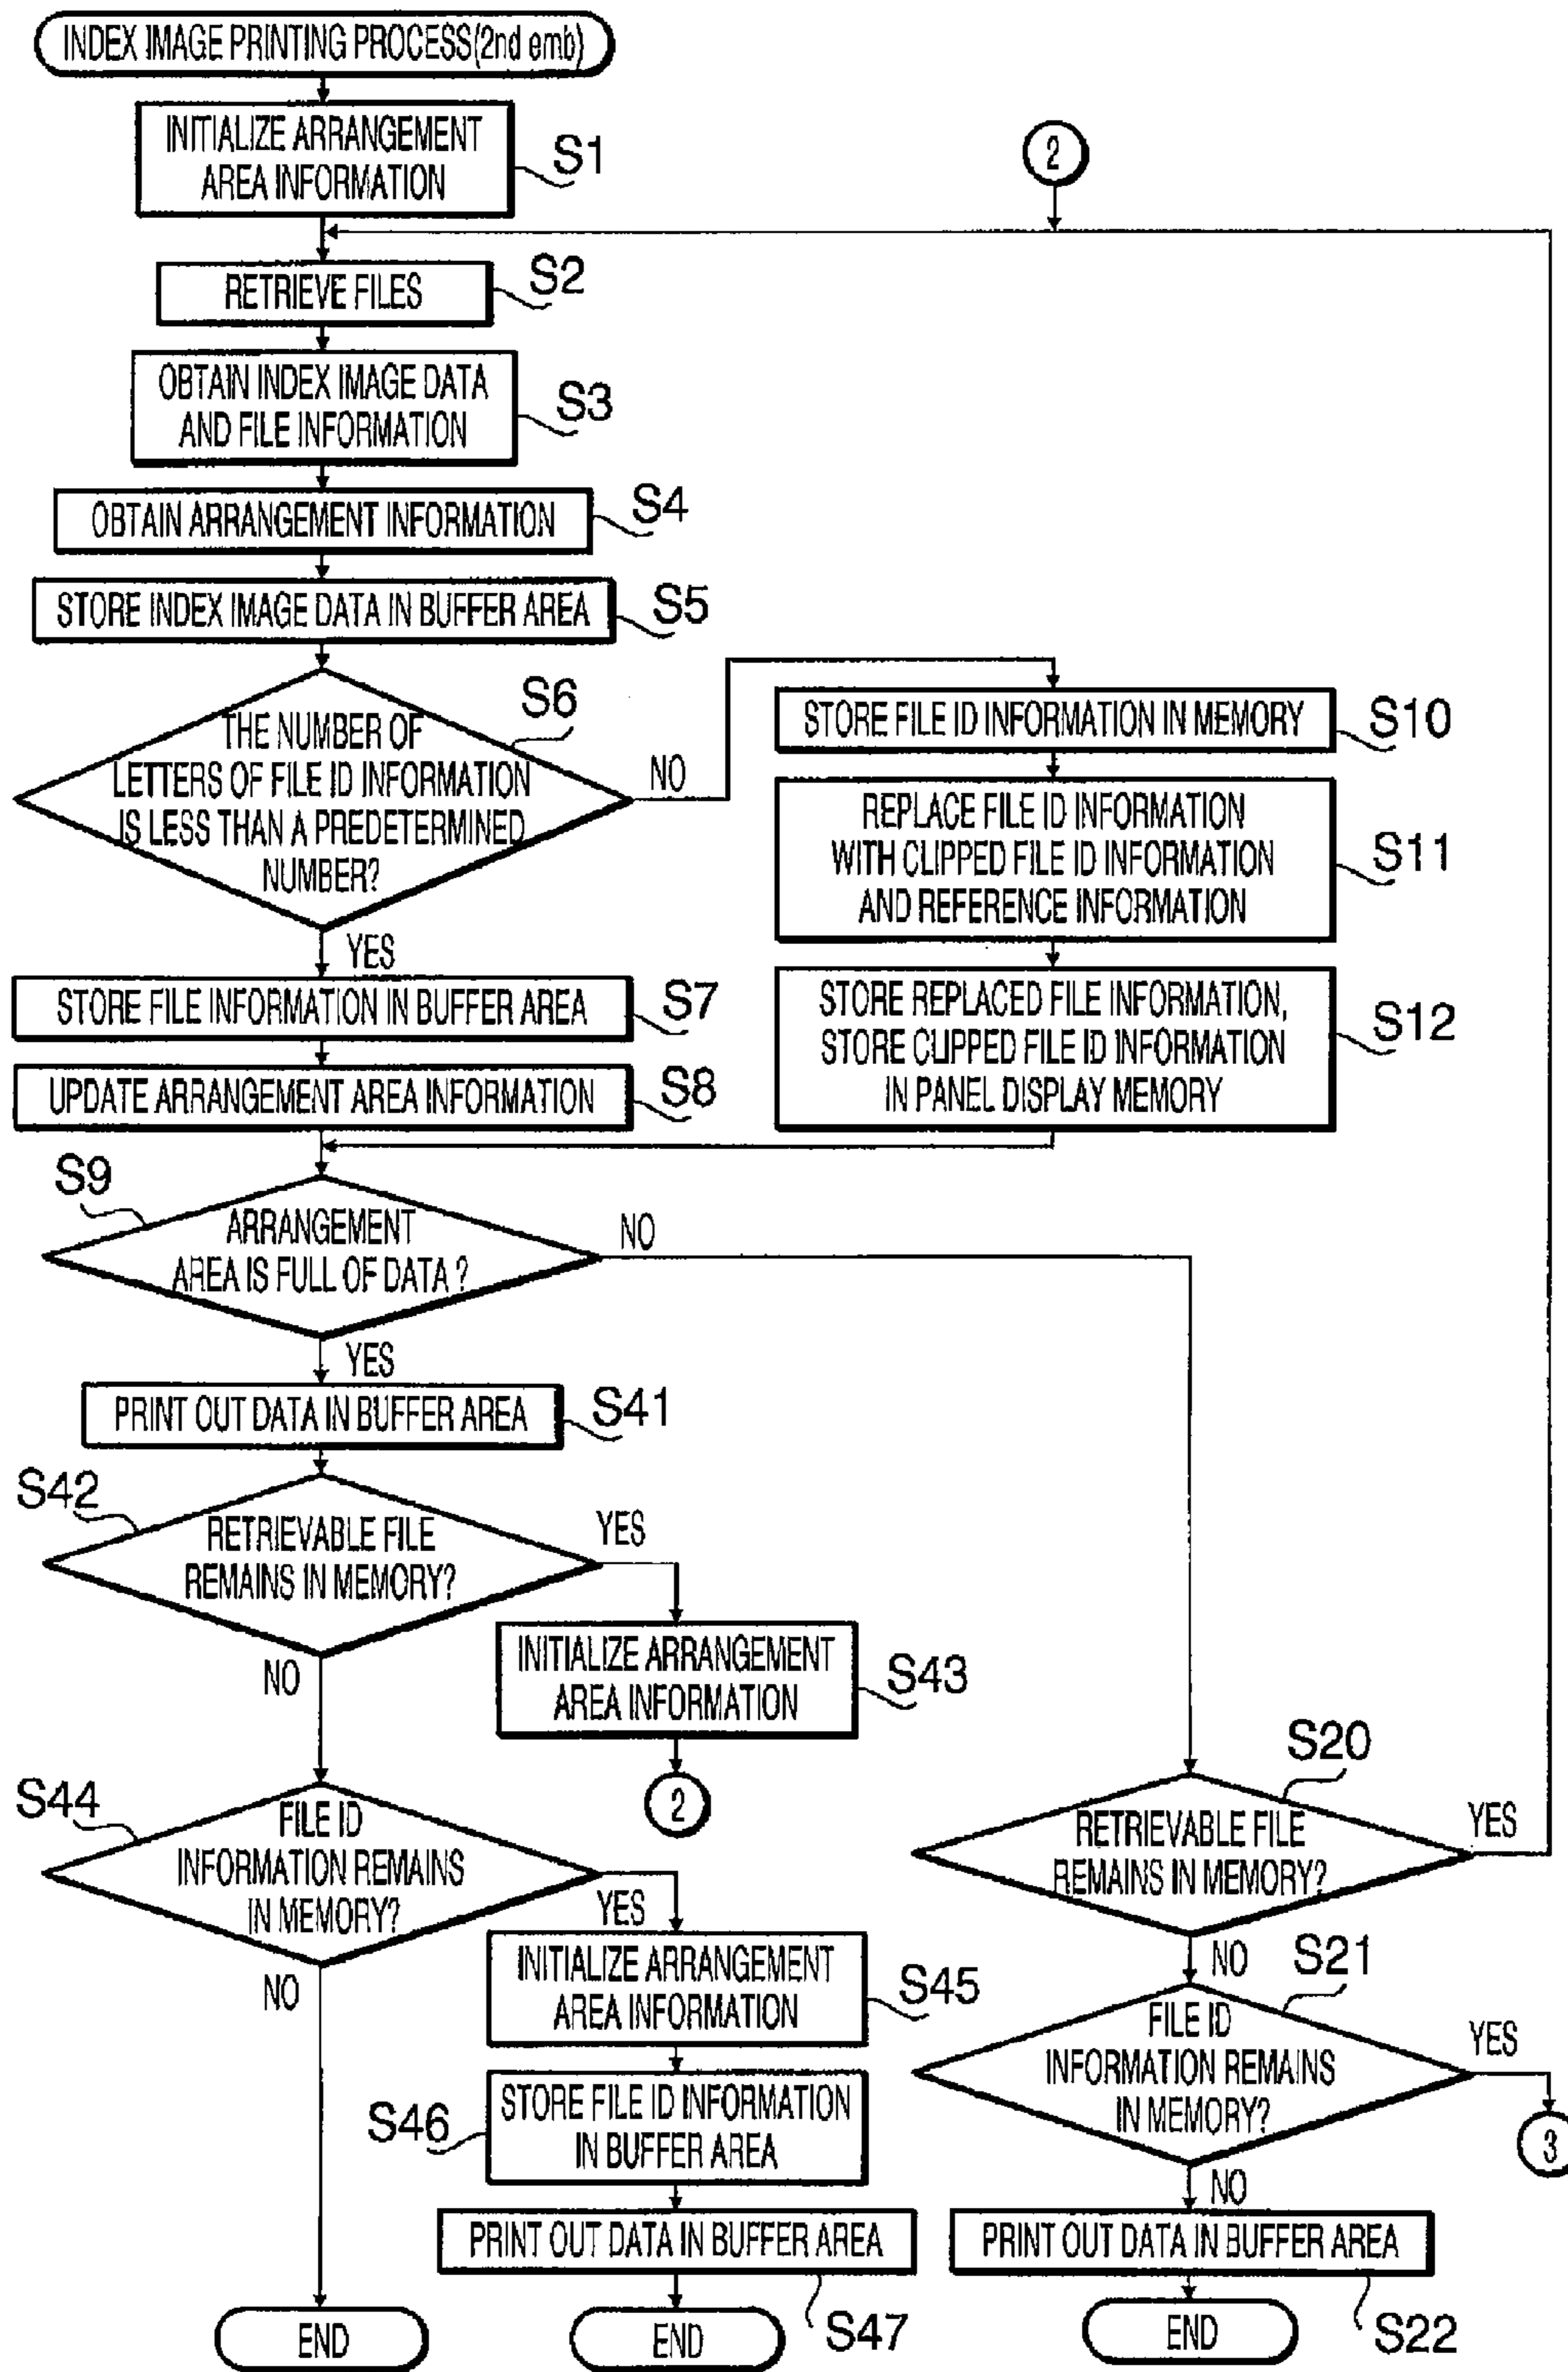 INDEX IMAGE PRINTING PROCESS(2nd emb)
INITIALIZE ARRANGEMENT
AREA INFORMATION
S1
2
RETRIEVE FILES
S2
OBTAIN INDEX IMAGE DATA
AND FILE INFORMATION
S3
OBTAIN ARRANGEMENT INFORMATION
S4
STORE INDEX IMAGE DATA IN BUFFER AREA
S5
THE NUMBER OF
LETTERS OF FILE ID INFORMATION
IS LESS THAN A PREDETERMINED
NUMBER?
S6
NO
YES
STORE FILE ID INFORMATION IN MEMORY
S10
REPLACE FILE ID INFORMATION
WITH CLIPPED FILE ID INFORMATION
AND REFERENCE INFORMATION
S11
STORE REPLACED FILE INFORMATION,
STORE CLIPPED FILE ID INFORMATION
IN PANEL DISPLAY MEMORY
S12
STORE FILE INFORMATION IN BUFFER AREA
S7
UPDATE ARRANGEMENT AREA INFORMATION
S8
S9
ARRANGEMENT
AREA IS FULL OF DATA ?
NO
YES
PRINT OUT DATA IN BUFFER AREA
S41
S42
RETRIEVABLE FILE
REMAINS IN MEMORY?
YES
NO
INITIALIZE ARRANGEMENT
AREA INFORMATION
S43
2
S44
FILE ID
INFORMATION REMAINS
IN MEMORY?
YES
NO
INITIALIZE ARRANGEMENT
AREA INFORMATION
S45
S46
STORE FILE ID INFORMATION
IN BUFFER AREA
PRINT OUT DATA IN BUFFER AREA
S47
END
END
S20
RETRIEVABLE FILE
REMAINS IN MEMORY?
YES
NO
S21
FILE ID
INFORMATION REMAINS
IN MEMORY?
YES
3
NO
PRINT OUT DATA IN BUFFER AREA
S22
END